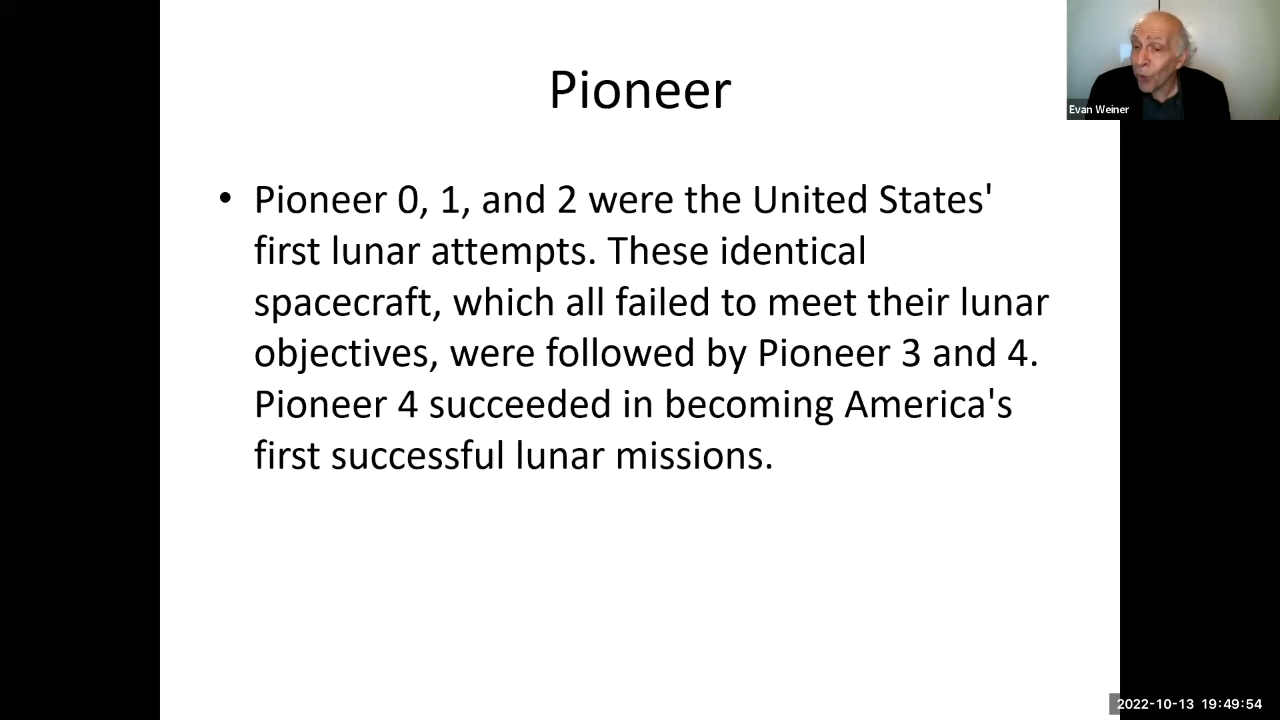 Pioneer
Evan Weiner
• Pioneer 0, 1, and 2 were the United States'
first lunar attempts. These identical
spacecraft, which all failed to meet their lunar
objectives, were followed by Pioneer 3 and 4.
Pioneer 4 succeeded in becoming America's
first successful lunar missions.
2022-10-13 19:49:54